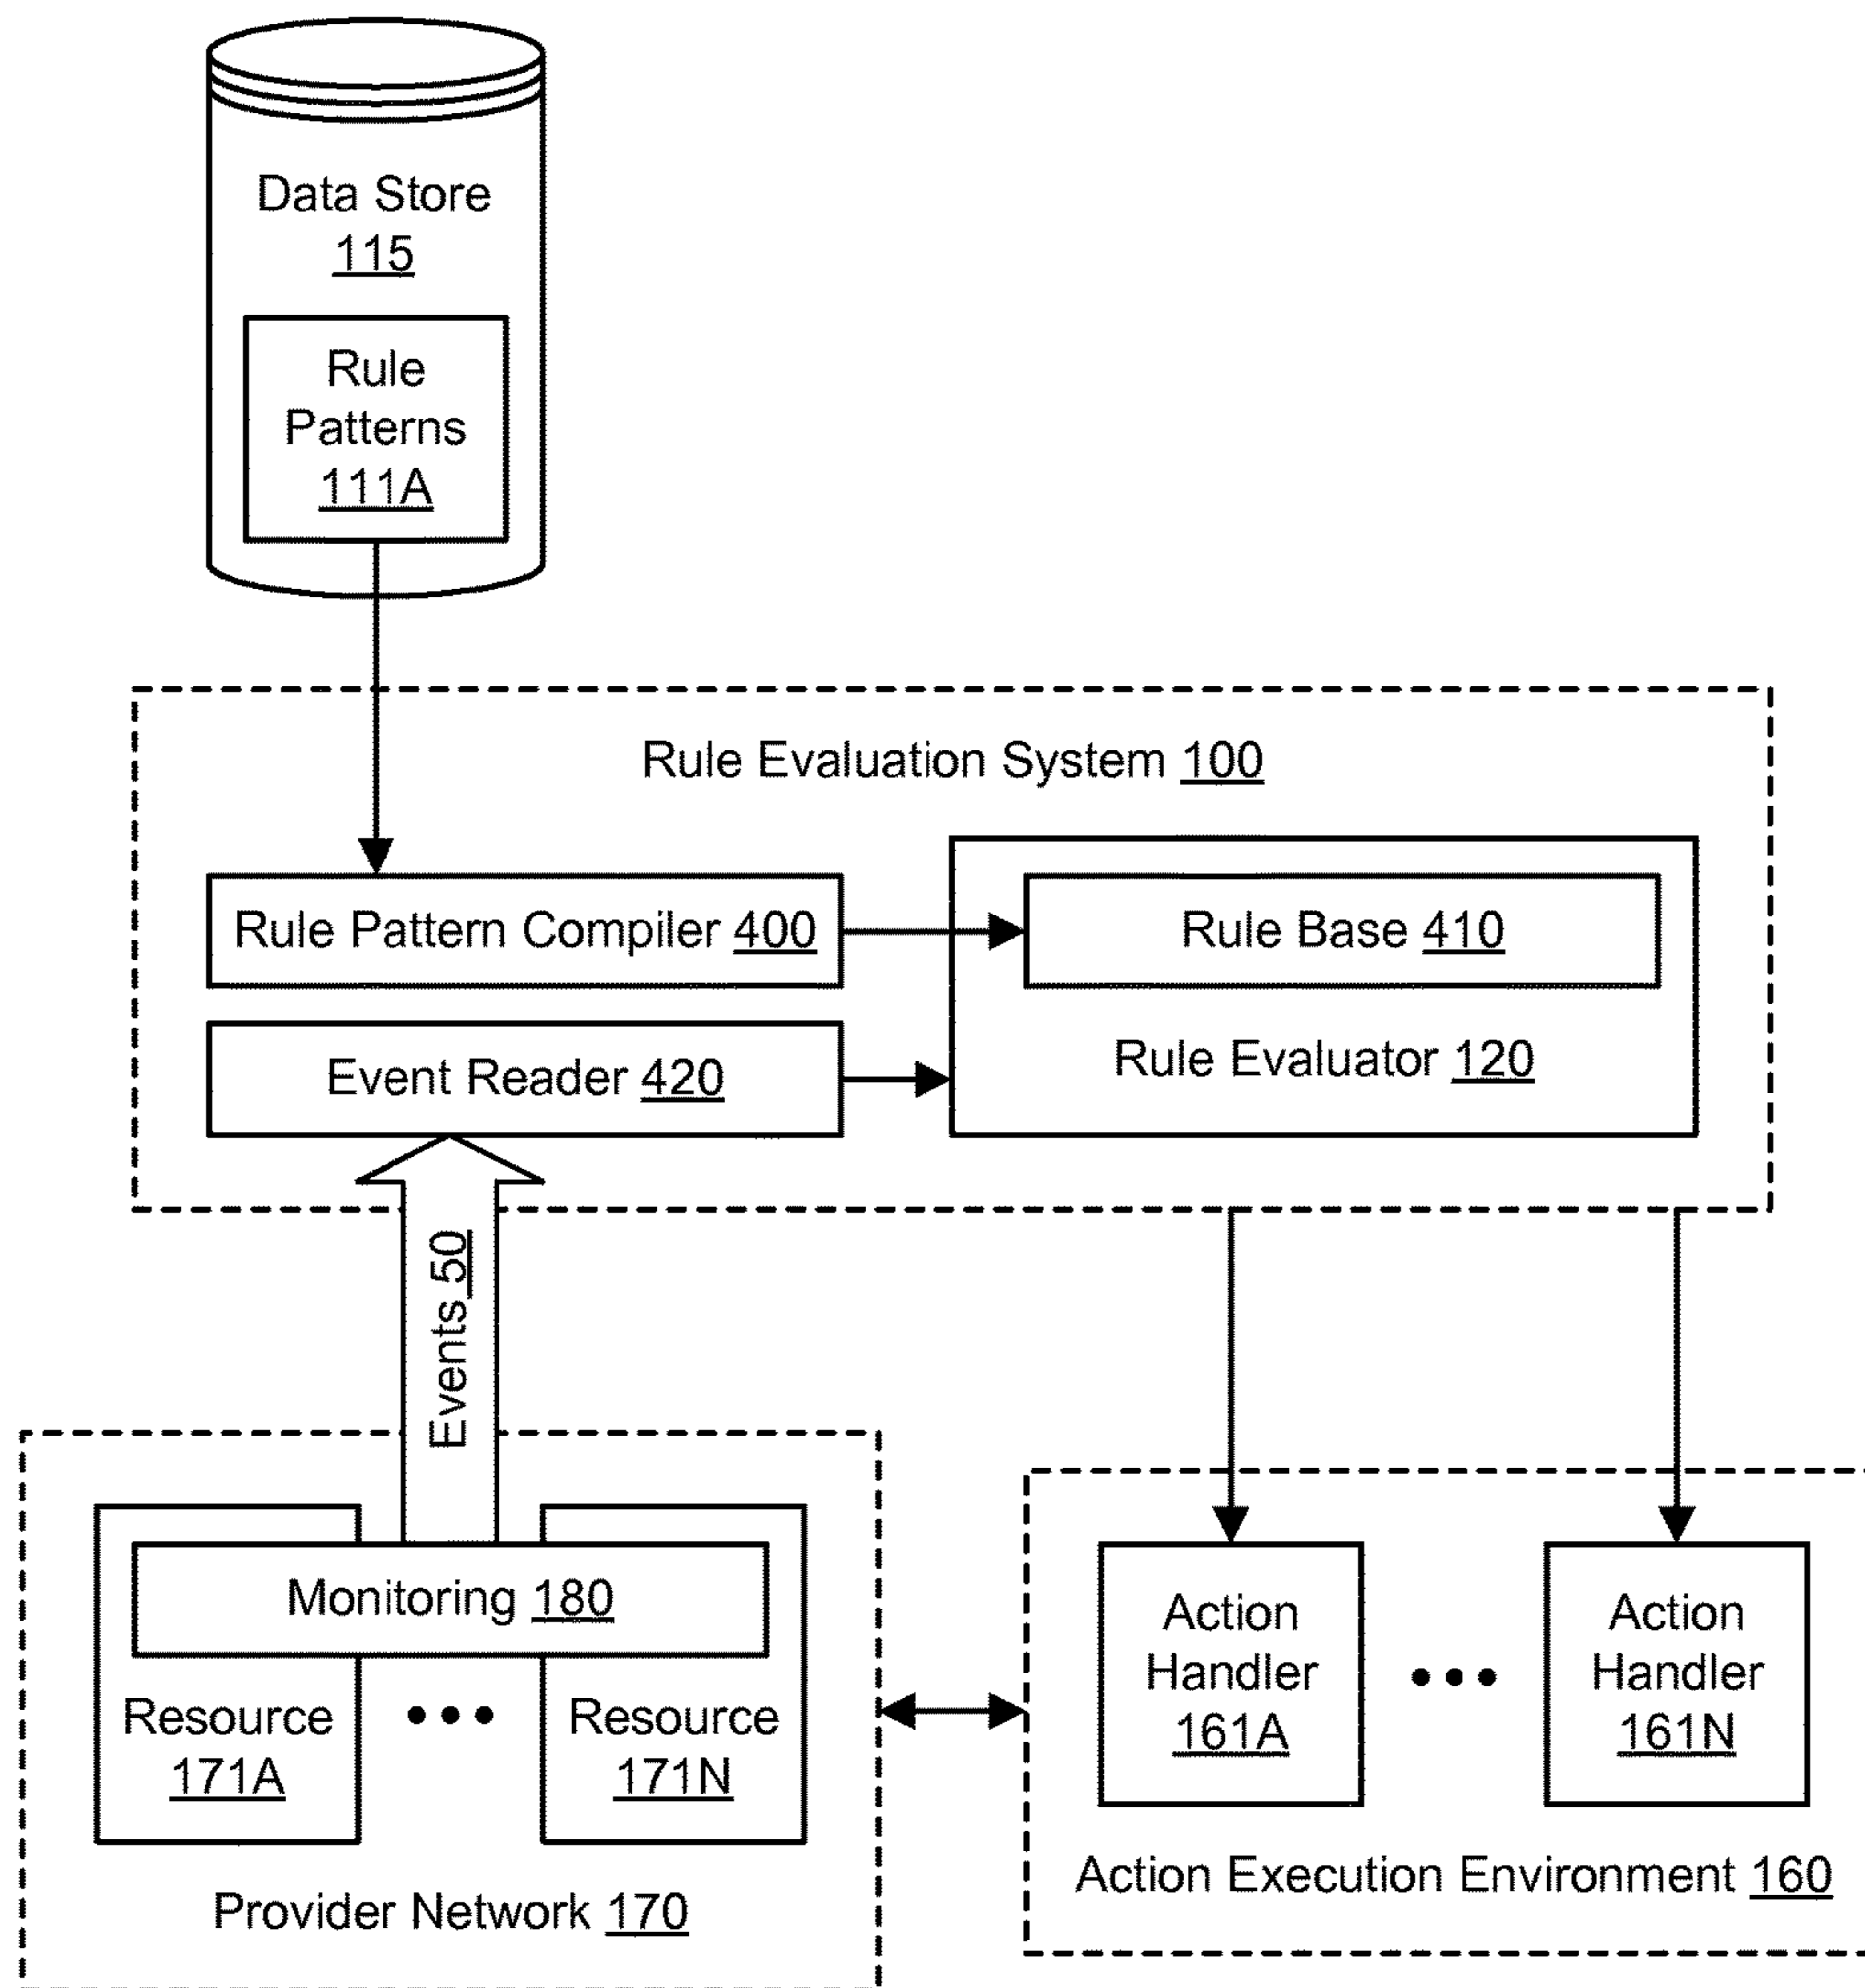 Data Store
115
Rule
Patterns
111A
Rule Evaluation System 100
Rule Pattern Compiler 400
Rule Base 410
Event Reader 420
Rule Evaluator 120
Events 50
Monitoring 180
Resource
171A
Resource
171N
Provider Network 170
Action
Handler
161A
Action
Handler
161N
Action Execution Environment 160